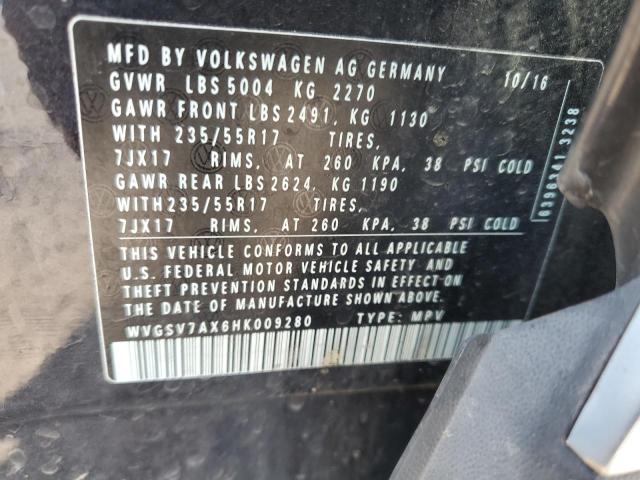 MFD BY VOLKSWAGEN AG GERMANY 10/16
GVWR LBS 5004 KG 2270
GAWR FRONT LBS 2491, KG 1130
WITH 235/55R17 TIRES,
7JX17 RIMS, AT 260 KPA, 38 PSI COLD
GAWR REAR LBS 2624, KG 1190
WITH235/55R17 TIRES,
7JX17 RIMS, AT 260 KPA, 38 PSI COLD
THIS VEHICLE CONFORMS TO ALL APPLICABLE
U.S. FEDERAL MOTOR VEHICLE SAFETY AND
THEFT PREVENTION STANDARDS IN EFFECT ON
THE DATE OF MANUFACTURE SHOWN ABOVE.
WVGSV7AX6HK009280 TYPE: MPV